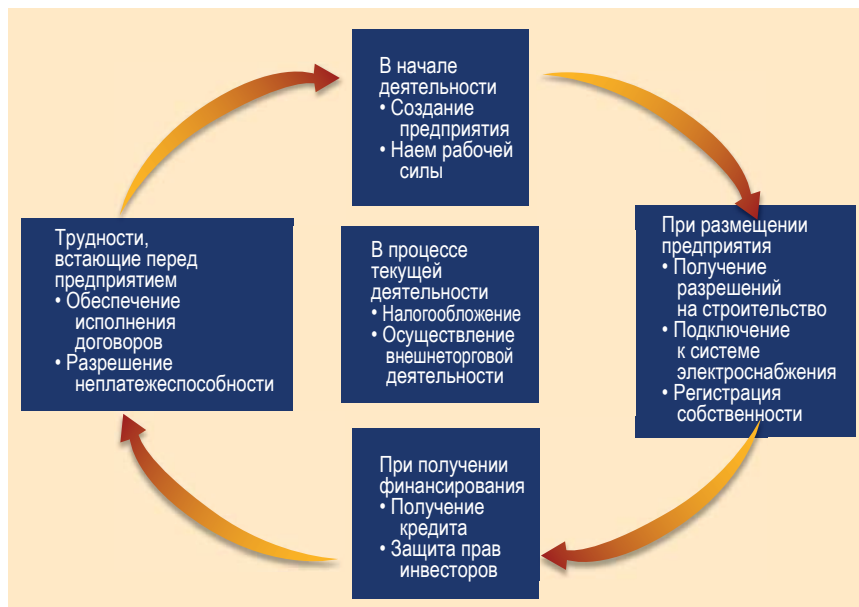 В начале
деятельности
• Создание
предприятия
• Наем рабочей
силы
При размещении
предприятия
• Получение
разрешений
на строительство
• Подключение
к системе
электроснабжения
• Регистрация
собственности
При получении
финансирования
• Получение
кредита
• Защита прав
инвесторов
Трудности,
встающие перед
предприятием
• Обеспечение
исполнения
договоров
• Разрешение
неплатежеспособности
В процессе
текущей
деятельности
• Налогообложение
• Осуществление
внешнеторговой
деятельности